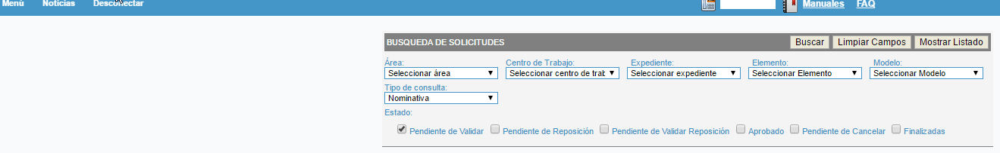 Menú Noticias Desconectar Manuales FAQ
BUSQUEDA DE SOLICITUDES Buscar Limpiar Campos Mostrar Listado
Área: Centro de Trabajo: Expediente: Elemento: Modelo:
Seleccionar área Seleccionar centro de trab Seleccionar expediente Seleccionar Elemento Seleccionar Modelo
Tipo de consulta:
Nominativa
Estado:
Pendiente de Validar Pendiente de Reposición Pendiente de Validar Reposición Aprobado Pendiente de Cancelar Finalizadas